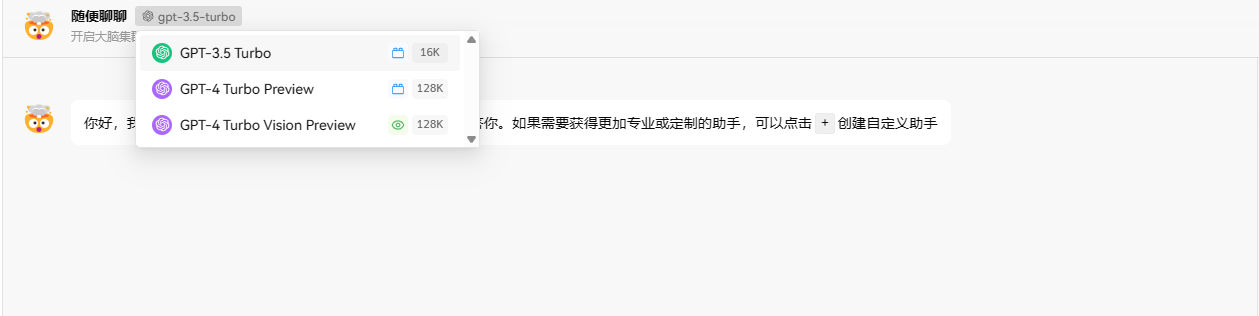 随便聊聊 gpt-3.5-turbo
开启大脑集
GPT-3.5 Turbo 16K
GPT-4 Turbo Preview 128K
GPT-4 Turbo Vision Preview 128K
你好，我
你。如果需要获得更加专业或定制的助手，可以点击 + 创建自定义助手